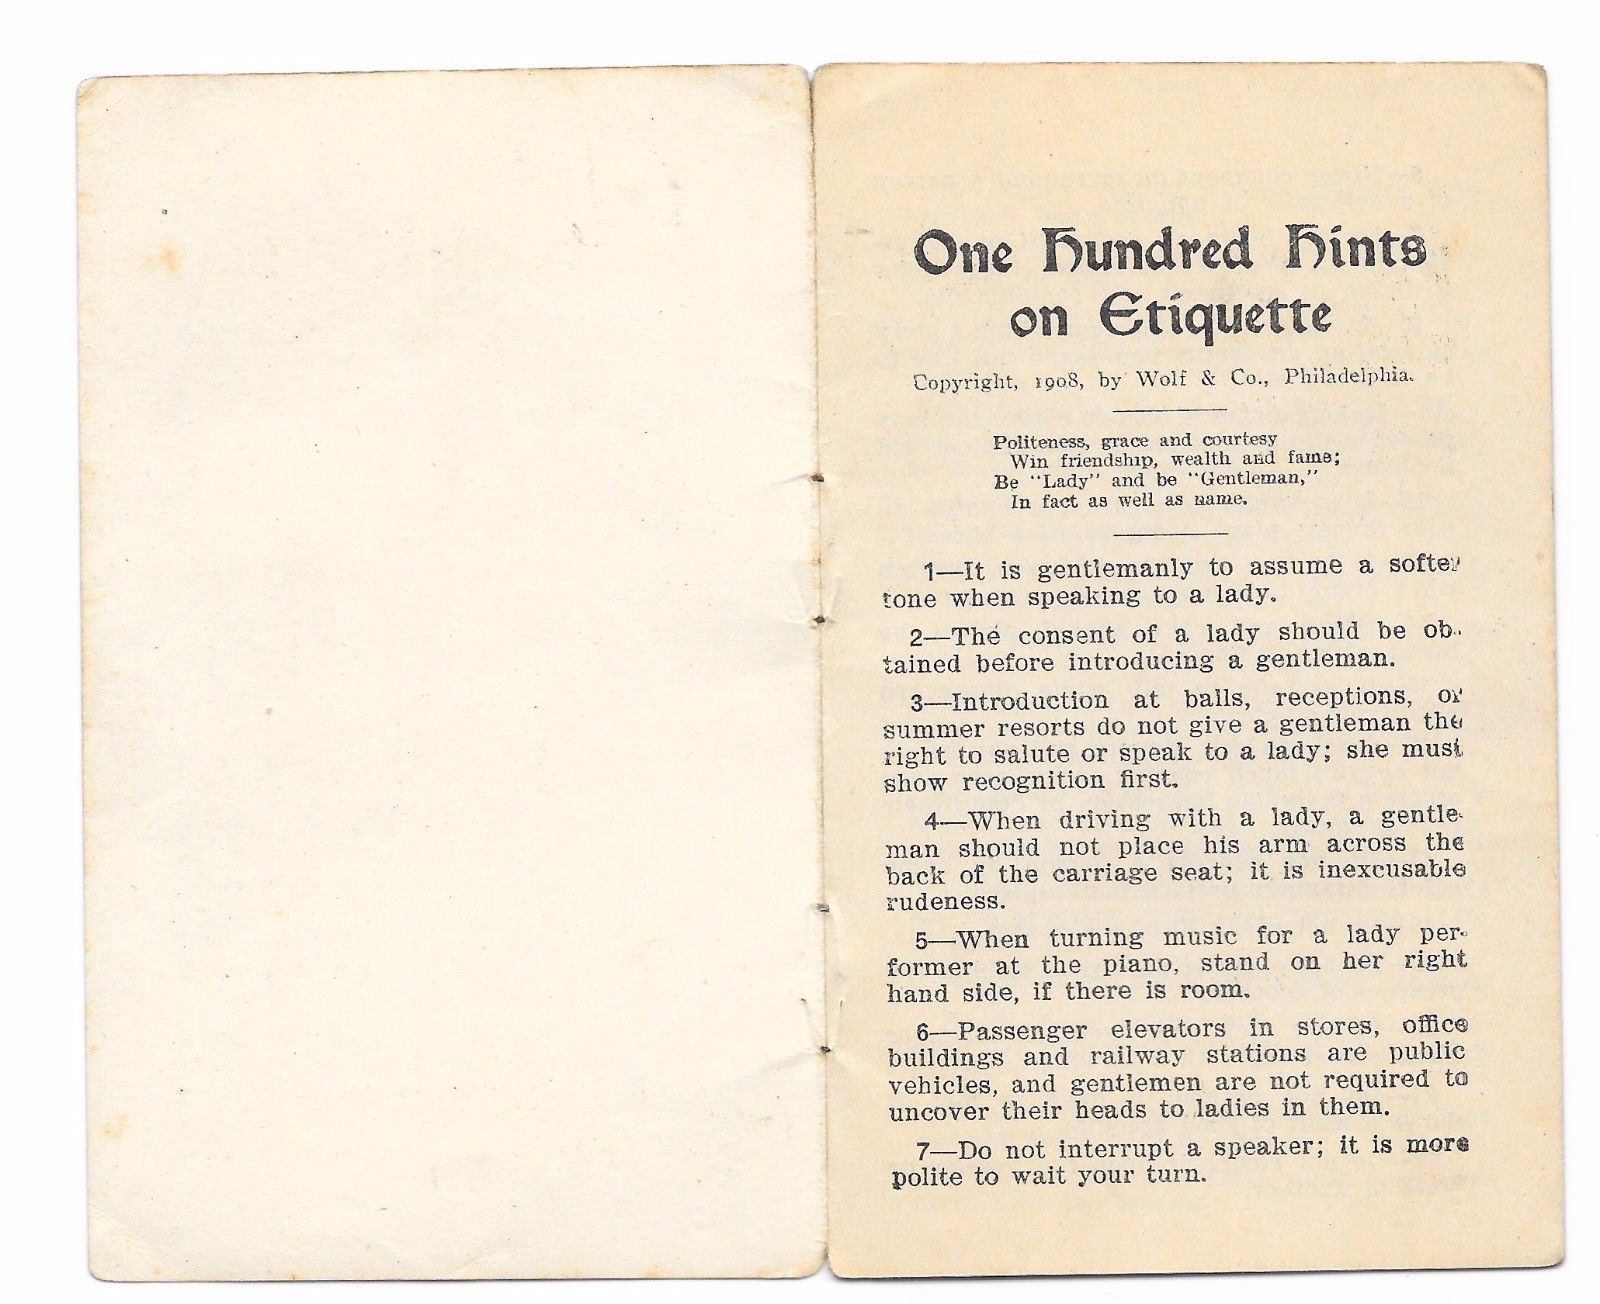 One Hundred Hints
on Etiquette
Copyright, 1908, by Wolf & Co., Philadelphia.
Politeness, grace and courtesy
Win friendship, wealth and fame;
Be "Lady" and be "Gentleman,"
In fact as well as name.
1—It is gentlemanly to assume a softer
tone when speaking to a lady.
2—The consent of a lady should be ob-
tained before introducing a gentleman.
3—Introduction at balls, receptions, or
summer resorts do not give a gentleman the
right to salute or speak to a lady; she must
show recognition first.
4—When driving with a lady, a gentle-
man should not place his arm across the
back of the carriage seat; it is inexcusable
rudeness.
5—When turning music for a lady per-
former at the piano, stand on her right
hand side, if there is room.
6—Passenger elevators in stores, office
buildings and railway stations are public
vehicles, and gentlemen are not required to
uncover their heads to ladies in them.
7—Do not interrupt a speaker; it is more
polite to wait your turn.